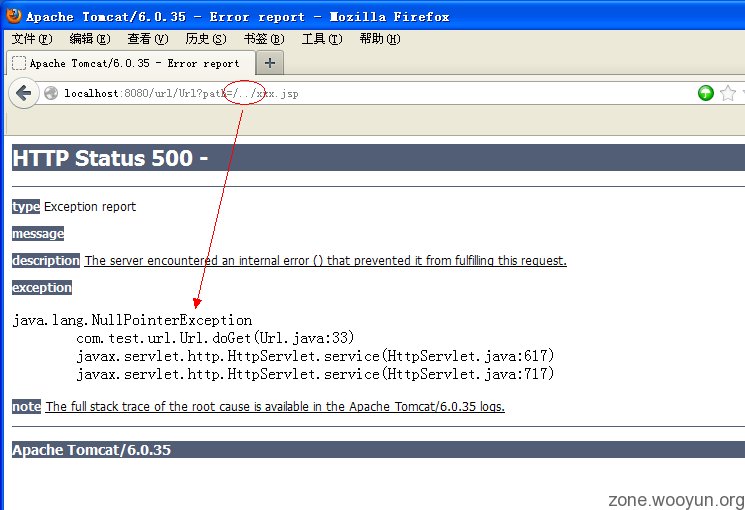 Apache Tomcat/6.0.35 - Error report - Mozilla Firefox
文件(F) 编辑(E) 查看(V) 历史(S) 书签(B) 工具(T) 帮助(H)
Apache Tomcat/6.0.35 - Error report
localhost:8080/url/Url?path=/../xxx.jsp
HTTP Status 500 -
type Exception report
message
description The server encountered an internal error () that prevented it from fulfilling this request.
exception
java.lang.NullPointerException
com.test.url.Url.doGet(Url.java:33)
javax.servlet.http.HttpServlet.service(HttpServlet.java:617)
javax.servlet.http.HttpServlet.service(HttpServlet.java:717)
note The full stack trace of the root cause is available in the Apache Tomcat/6.0.35 logs.
Apache Tomcat/6.0.35
zone.wooyun.org